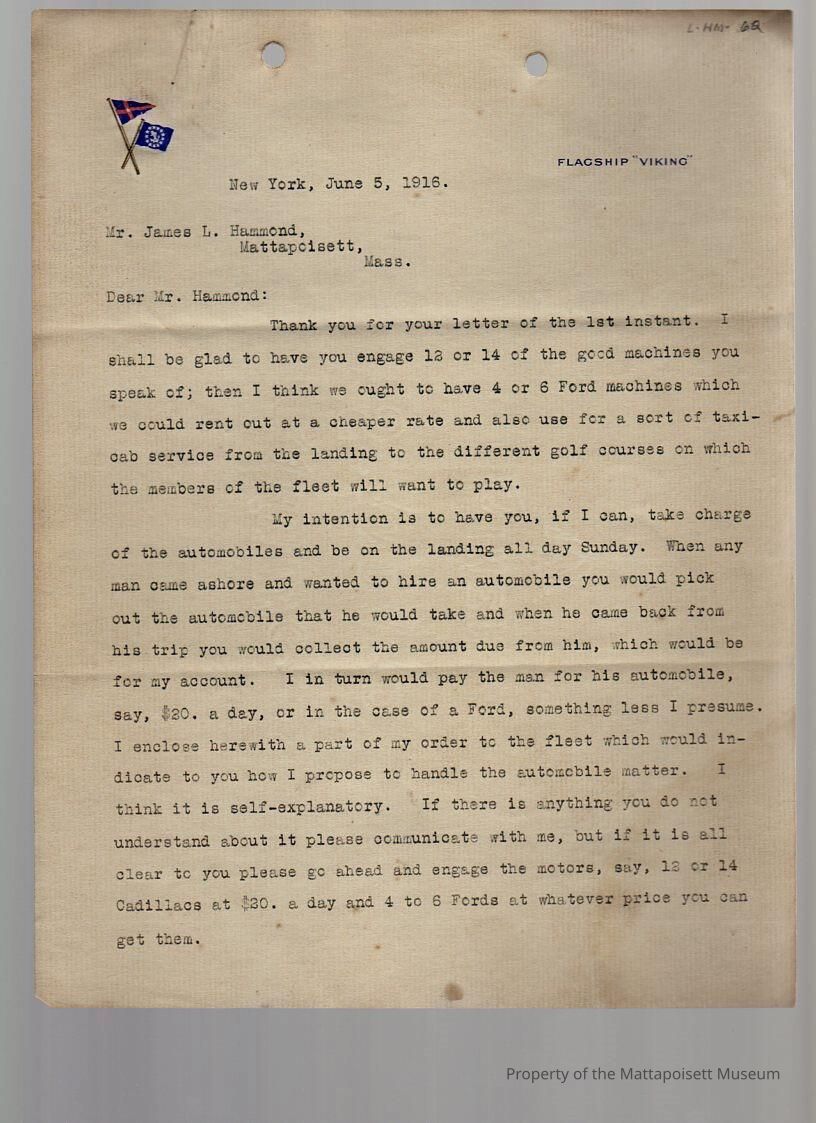 L-HM-62
FLAGSHIP "VIKING"
New York, June 5, 1916.
Mr. James L. Hammond,
Mattapoisett,
Mass.
Dear Mr. Hammond:
Thank you for your letter of the 1st instant. I
shall be glad to have you engage 12 or 14 of the good machines you
speak of; then I think we ought to have 4 or 6 Ford machines which
we could rent out at a cheaper rate and also use for a sort of taxi-
cab service from the landing to the different golf courses on which
the members of the fleet will want to play.
My intention is to have you, if I can, take charge
of the automobiles and be on the landing all day Sunday. When any
man came ashore and wanted to hire an automobile you would pick
out the automobile that he would take and when he came back from
his trip you would collect the amount due from him, which would be
for my account. I in turn would pay the man for his automobile,
say, $20. a day, or in the case of a Ford, something less I presume.
I enclose herewith a part of my order to the fleet which would in-
dicate to you how I propose to handle the automobile matter. I
think it is self-explanatory. If there is anything you do not
understand about it please communicate with me, but if it is all
clear to you please go ahead and engage the motors, say, 12 or 14
Cadillacs at $20. a day and 4 to 6 Fords at whatever price you can
get them.
Property of the Mattapoisett Museum